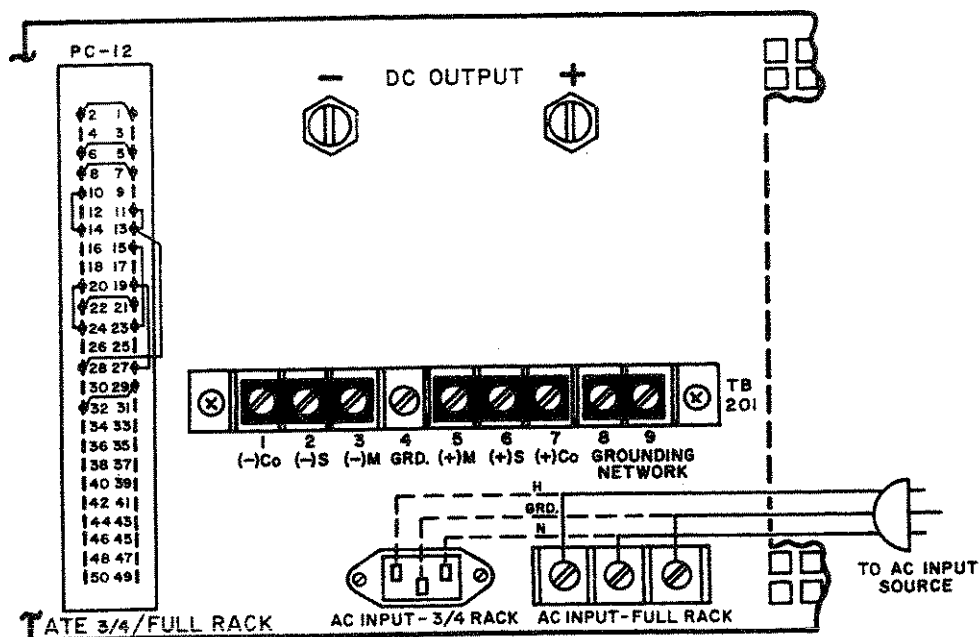 PC-12
- DC OUTPUT +
2 1
4 3
6 5
8 7
10 9
12 11
14 13
16 15
18 17
20 19
22 21
24 23
26 25
28 27
30 29
32 31
34 33
36 35
38 37
40 39
42 41
44 43
46 45
48 47
50 49
TB
201
1 2 3 4 5 6 7 8 9
(-)Co (-)S (-)M GRD. (+)M (+)S (+)Co GROUNDING
NETWORK
H
GRD.
N
TO AC INPUT
SOURCE
AC INPUT-3/4 RACK
AC INPUT-FULL RACK
ATE 3/4/FULL RACK